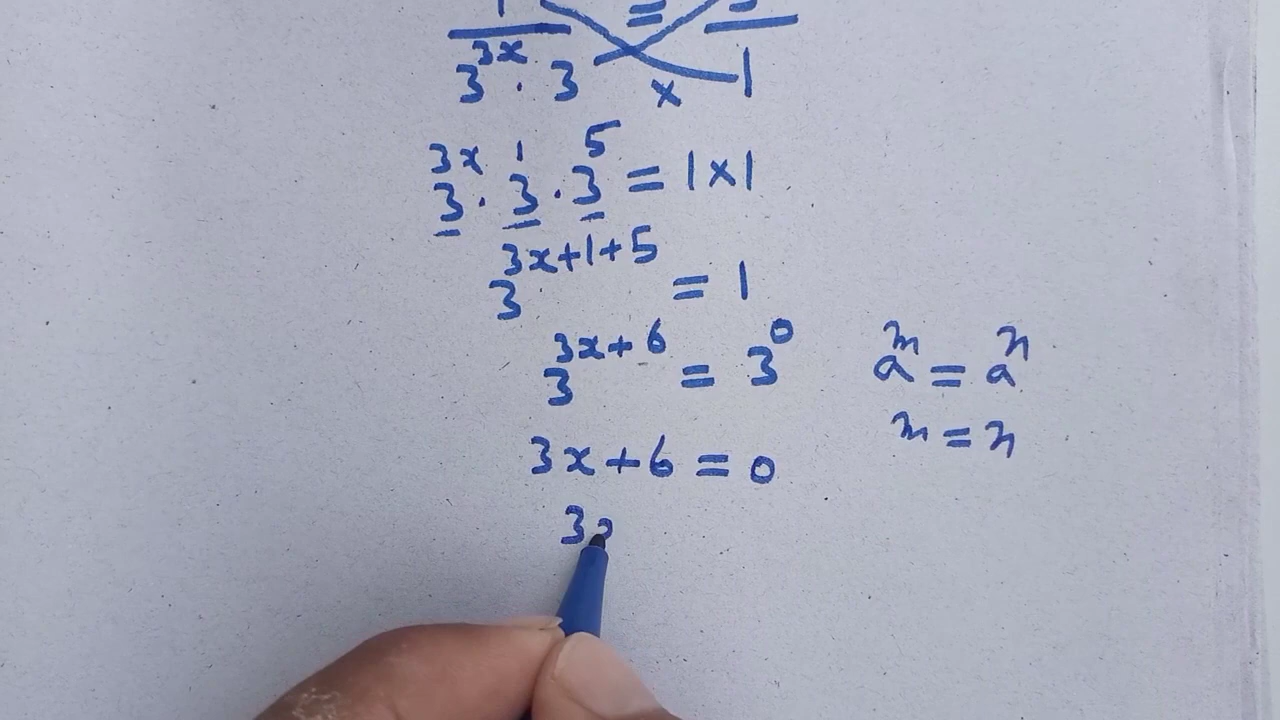 1 =
3^{3x} . 3 x 1
3^{3x} . 3^1 . 3^5 = 1x1
3^{3x+1+5} = 1
3^{3x+6} = 3^0 a^m = a^n
3x+6 = 0 m = n
3